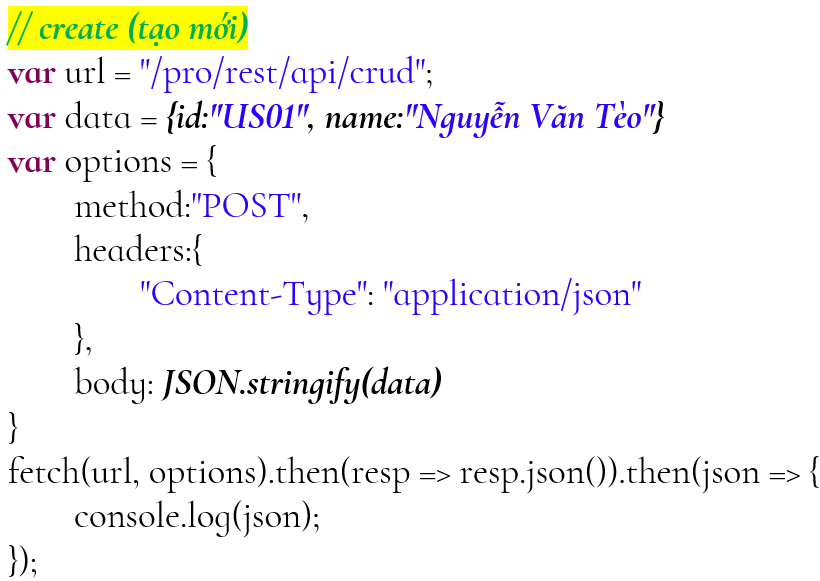 // create (tạo mới)
var url = "/pro/rest/api/crud";
var data = {id:"US01", name:"Nguyễn Văn Tèo"}
var options = {
method:"POST",
headers:{
"Content-Type": "application/json"
},
body: JSON.stringify(data)
}
fetch(url, options).then(resp => resp.json()).then(json => {
console.log(json);
});